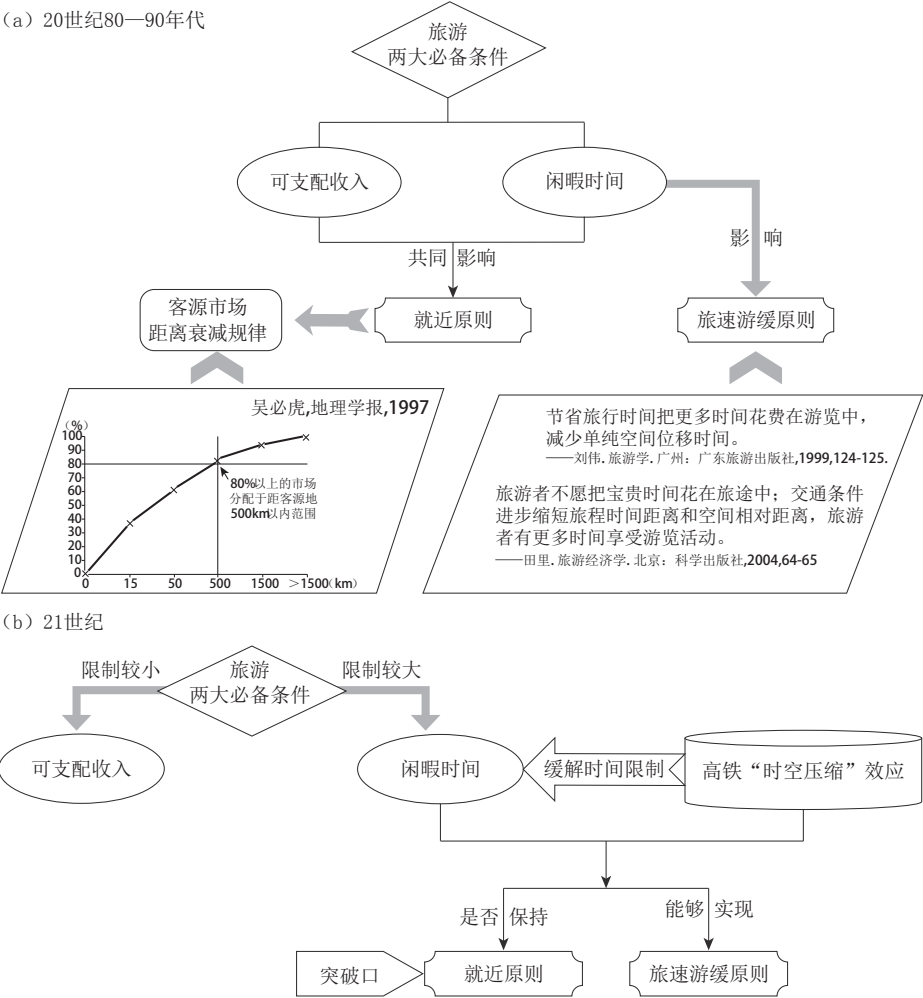 （a）20世纪80—90年代
旅游
两大必备条件
可支配收入
闲暇时间
影 响
共同 影响
客源市场
距离衰减规律
就近原则
旅速游缓原则
吴必虎,地理学报,1997
（%）
100
90
80
70
60
50
40
30
20
10
0
80%以上的市场
分配于距客源地
500km以内范围
0 15 50 500 1500 ＞1500（km）
节省旅行时间把更多时间花费在游览中，
减少单纯空间位移时间。
——刘伟. 旅游学. 广州：广东旅游出版社,1999,124-125.
旅游者不愿把宝贵时间花在旅途中；交通条件
进步缩短旅程时间距离和空间相对距离，旅游
者有更多时间享受游览活动。
——田里. 旅游经济学. 北京：科学出版社,2004,64-65
（b）21世纪
限制较小
旅游
两大必备条件
限制较大
可支配收入
闲暇时间
缓解时间限制
高铁“时空压缩”效应
是否 保持
能够 实现
突破口
就近原则
旅速游缓原则